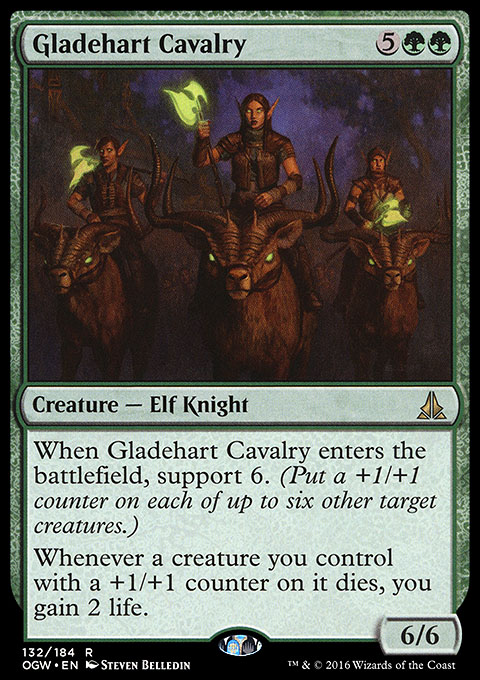 Gladehart Cavalry 5
Creature — Elf Knight
When Gladehart Cavalry enters the
battlefield, support 6. (Put a +1/+1
counter on each of up to six other target
creatures.)
Whenever a creature you control
with a +1/+1 counter on it dies, you
gain 2 life.
6/6
132/184 R
OGW • EN Steven Belledin
™ & © 2016 Wizards of the Coast